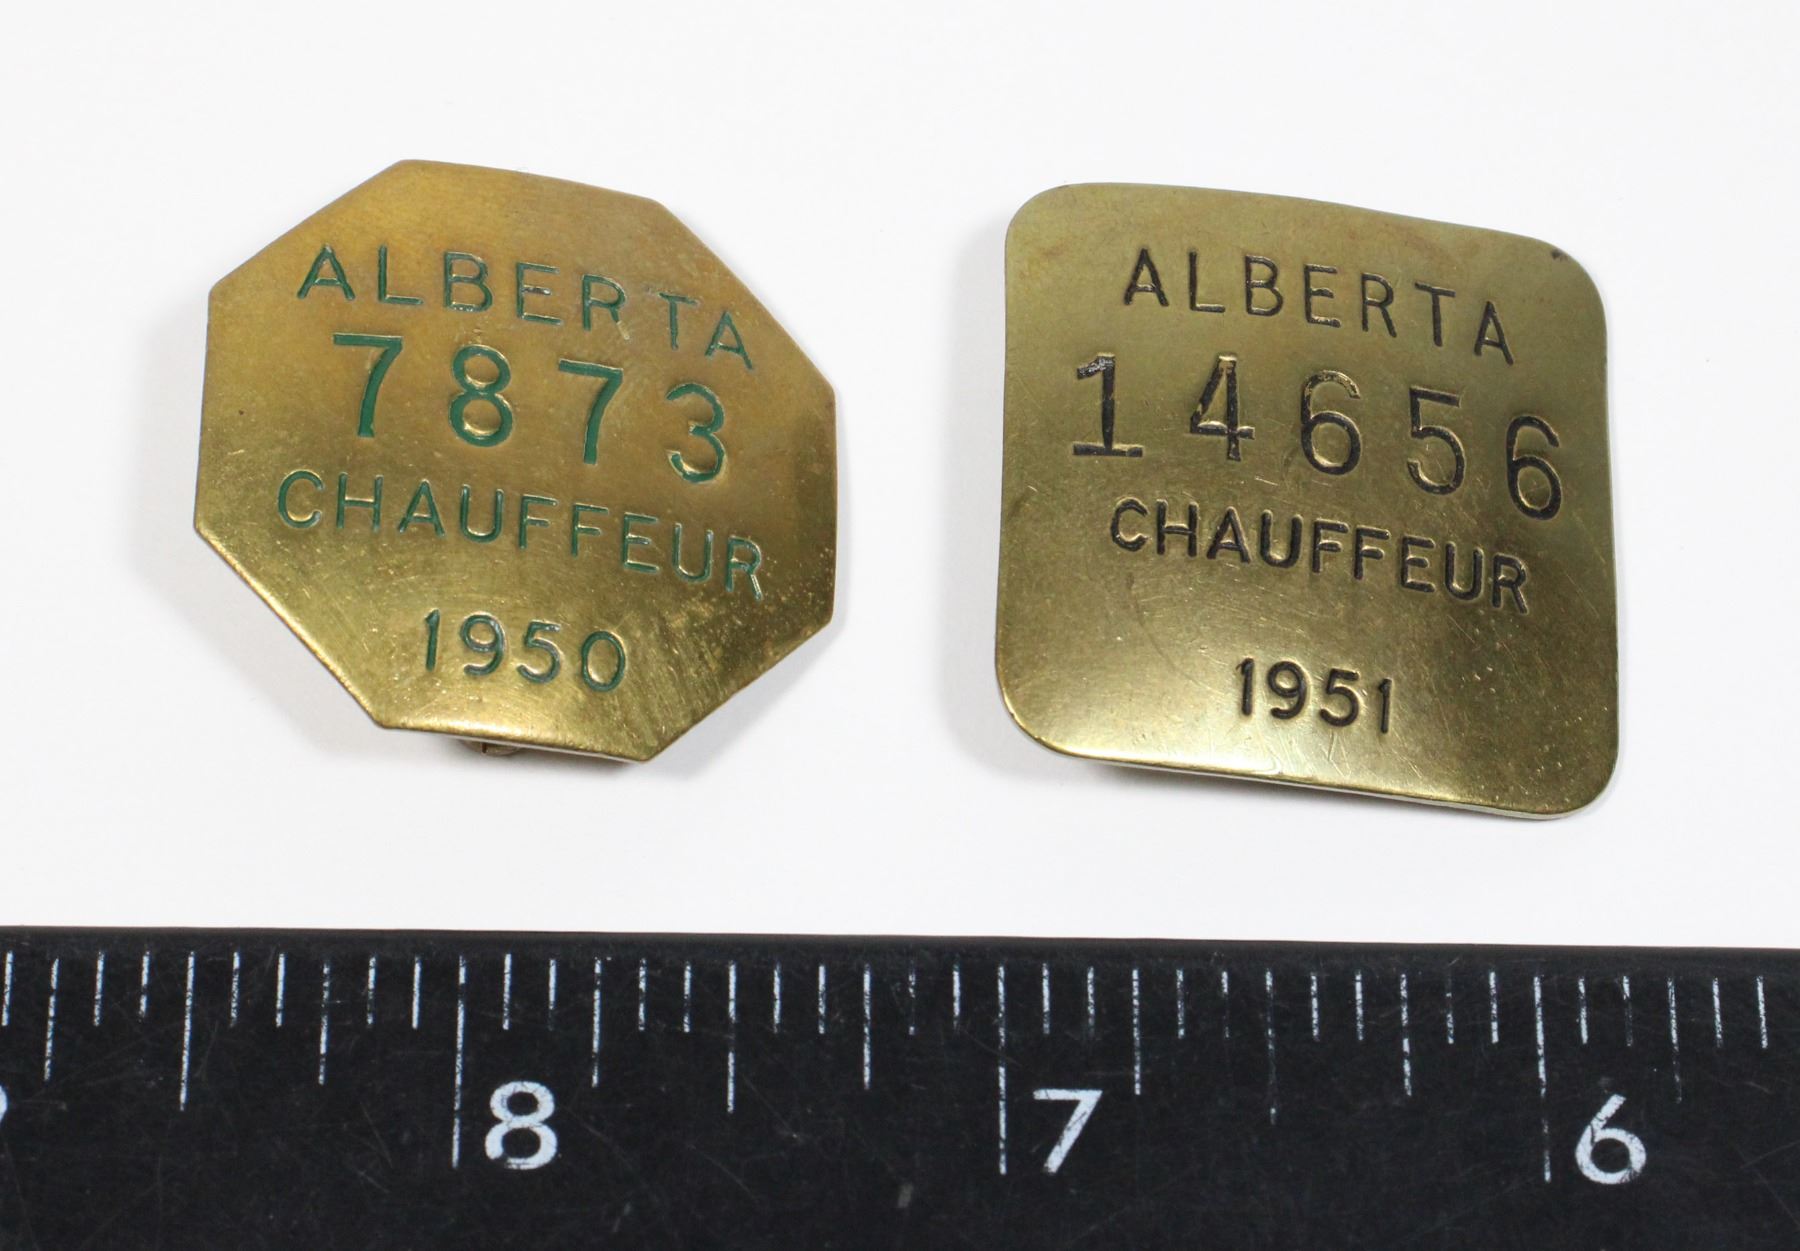 ALBERTA
7873
CHAUFFEUR
1950
ALBERTA
14656
CHAUFFEUR
1951
8 7 6